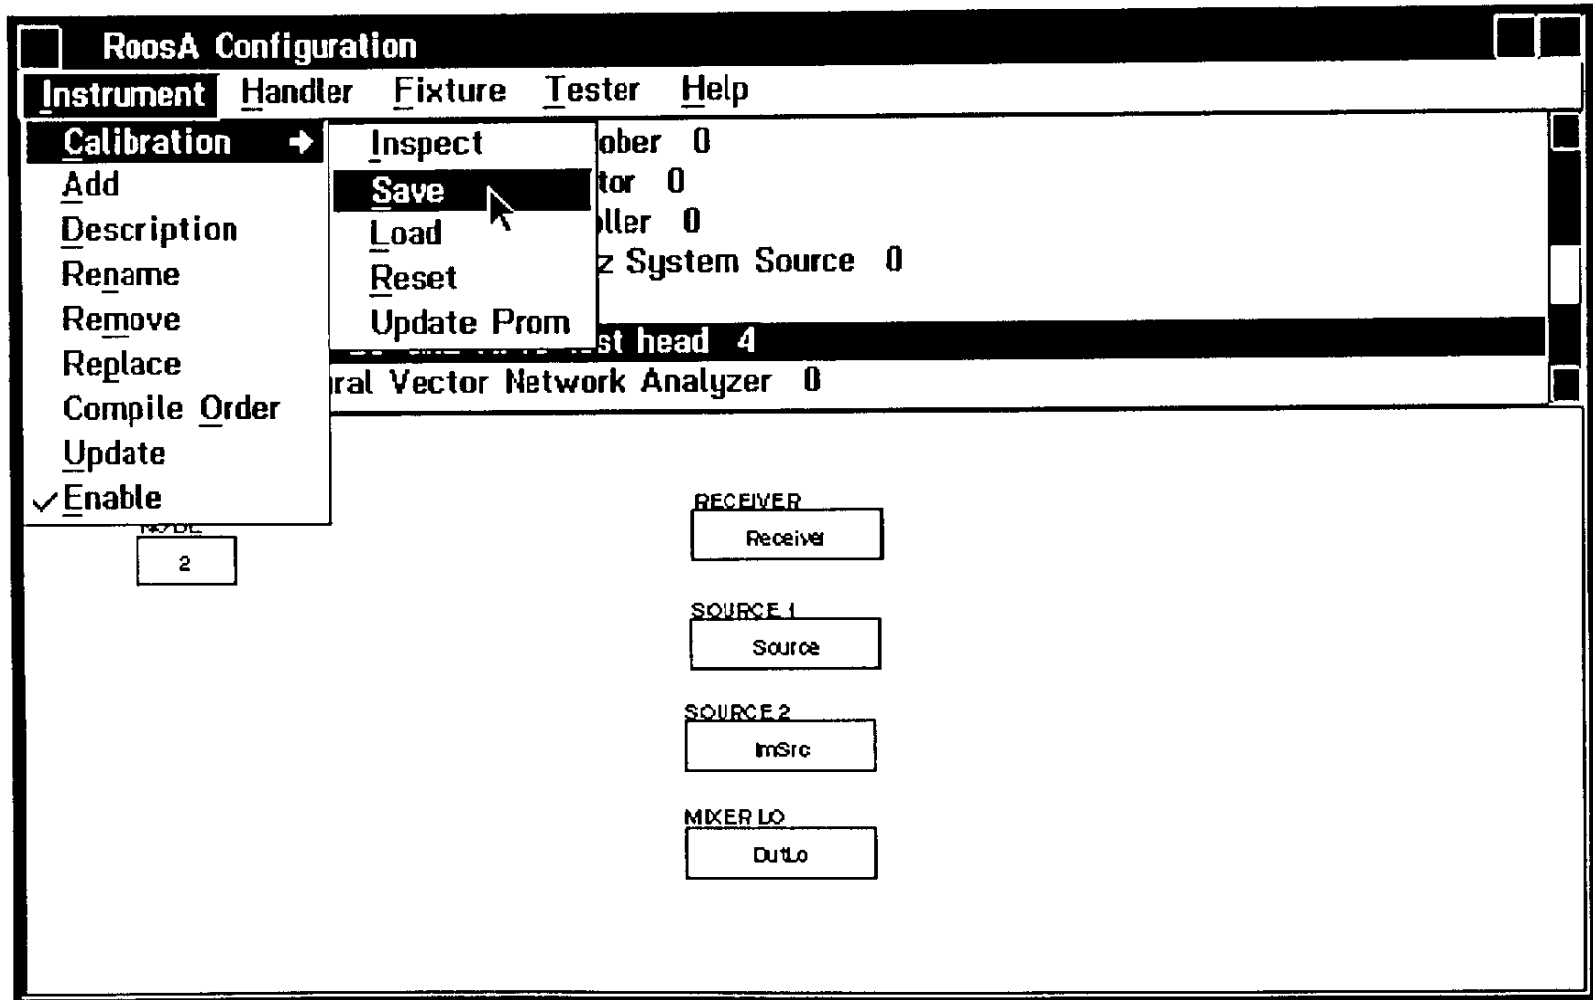 RoosA Configuration
Instrument Handler Fixture Tester Help
Calibration
Add
Description
Rename
Remove
Replace
Compile Order
Update
Enable
Inspect
Save
Load
Reset
Update Prom
ober 0
tor 0
ller 0
z System Source 0
st head 4
ral Vector Network Analyzer 0
NODE
2
RECEIVER
Receiver
SOURCE 1
Source
SOURCE 2
ImSrc
MIXER LO
DutLo